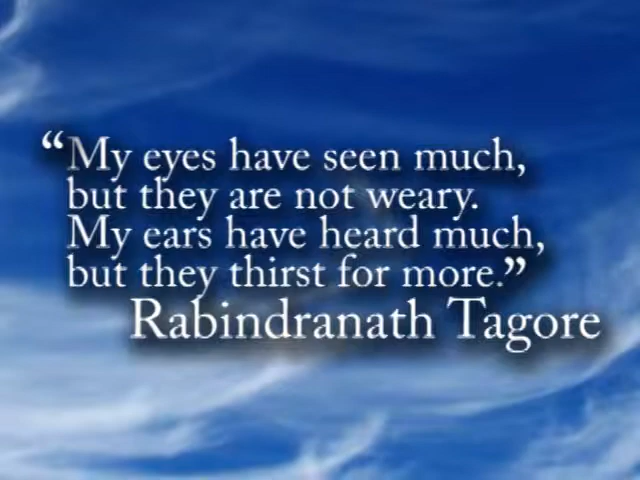 “My eyes have seen much,
but they are not weary.
My ears have heard much,
but they thirst for more.”
Rabindranath Tagore